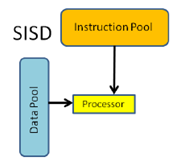 SISD
Instruction Pool
Data Pool
Processor